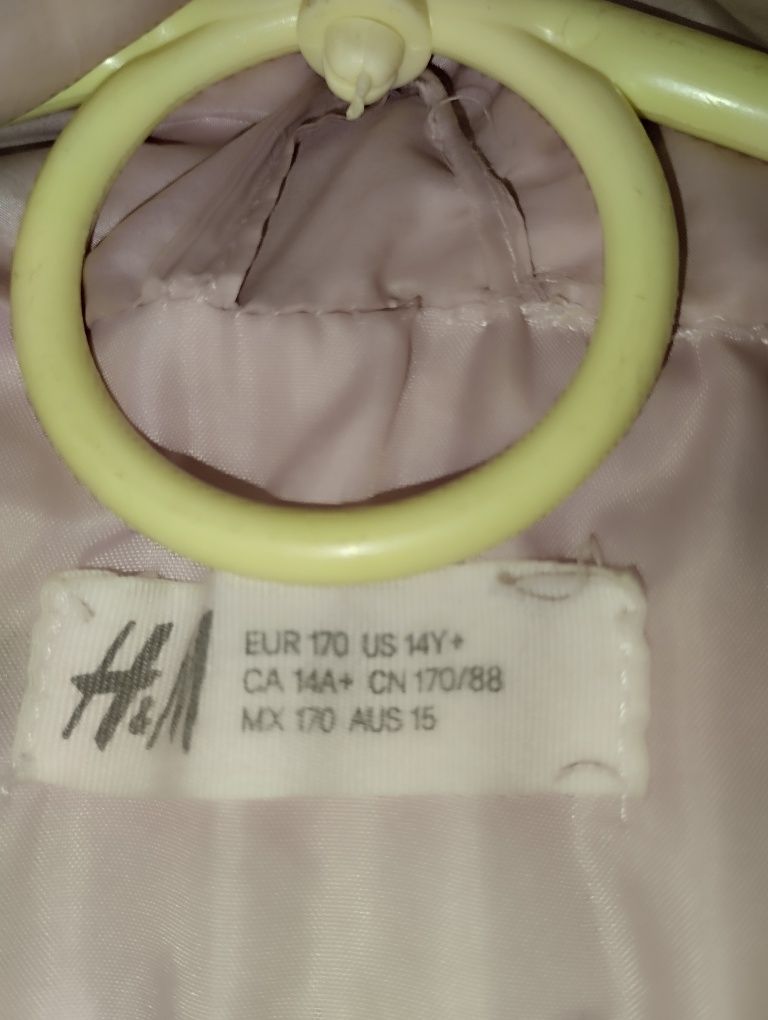 H&M
EUR 170 US 14Y+
CA 14A+ CN 170/88
MX 170 AUS 15